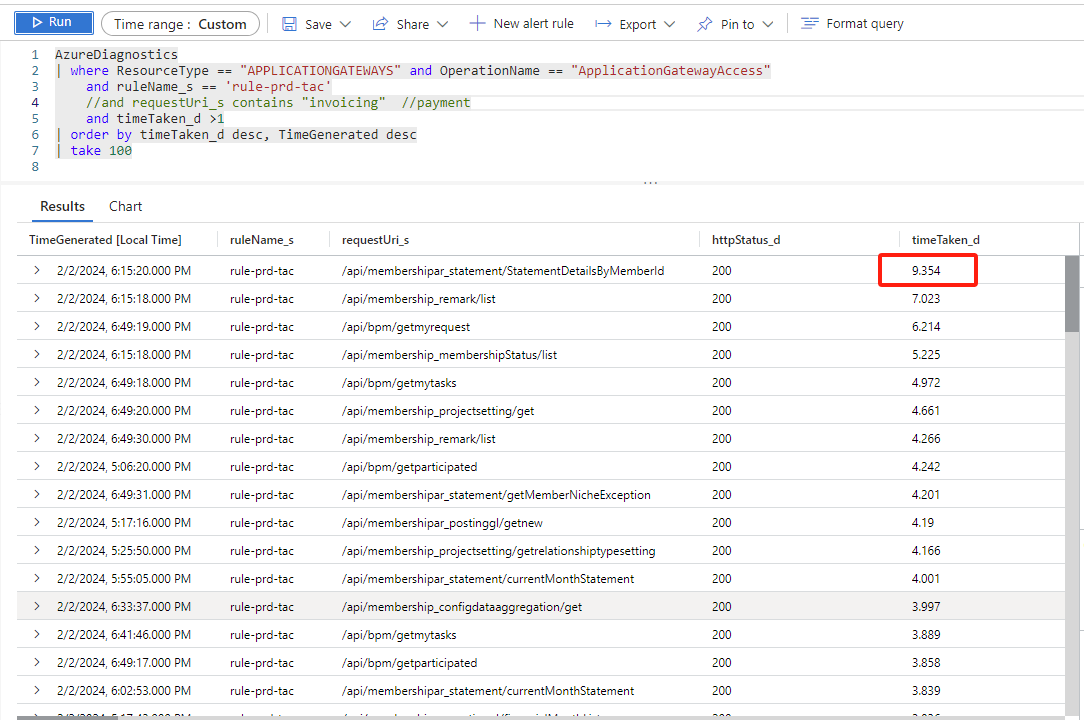 Run Time range : Custom Save Share New alert rule Export Pin to Format query
1 AzureDiagnostics
2 | where ResourceType == "APPLICATIONGATEWAYS" and OperationName == "ApplicationGatewayAccess"
3 and ruleName_s == 'rule-prd-tac'
4 //and requestUri_s contains "invoicing" //payment
5 and timeTaken_d >1
6 | order by timeTaken_d desc, TimeGenerated desc
7 | take 100
8
Results Chart
TimeGenerated [Local Time] ruleName_s requestUri_s httpStatus_d timeTaken_d
2/2/2024, 6:15:20.000 PM rule-prd-tac /api/membershipar_statement/StatementDetailsByMemberId 200 9.354
2/2/2024, 6:15:18.000 PM rule-prd-tac /api/membership_remark/list 200 7.023
2/2/2024, 6:49:19.000 PM rule-prd-tac /api/bpm/getmyrequest 200 6.214
2/2/2024, 6:15:18.000 PM rule-prd-tac /api/membership_membershipStatus/list 200 5.225
2/2/2024, 6:49:18.000 PM rule-prd-tac /api/bpm/getmytasks 200 4.972
2/2/2024, 6:49:20.000 PM rule-prd-tac /api/membership_projectsetting/get 200 4.661
2/2/2024, 6:49:30.000 PM rule-prd-tac /api/membership_remark/list 200 4.266
2/2/2024, 5:06:20.000 PM rule-prd-tac /api/bpm/getparticipated 200 4.242
2/2/2024, 6:49:31.000 PM rule-prd-tac /api/membershipar_statement/getMemberNicheException 200 4.201
2/2/2024, 5:17:16.000 PM rule-prd-tac /api/membershipar_postinggl/getnew 200 4.19
2/2/2024, 5:25:50.000 PM rule-prd-tac /api/membership_projectsetting/getrelationshiptypesetting 200 4.166
2/2/2024, 5:55:05.000 PM rule-prd-tac /api/membershipar_statement/currentMonthStatement 200 4.001
2/2/2024, 6:33:37.000 PM rule-prd-tac /api/membership_configdataaggregation/get 200 3.997
2/2/2024, 6:41:46.000 PM rule-prd-tac /api/bpm/getmytasks 200 3.889
2/2/2024, 6:49:17.000 PM rule-prd-tac /api/bpm/getparticipated 200 3.858
2/2/2024, 6:02:53.000 PM rule-prd-tac /api/membershipar_statement/currentMonthStatement 200 3.839